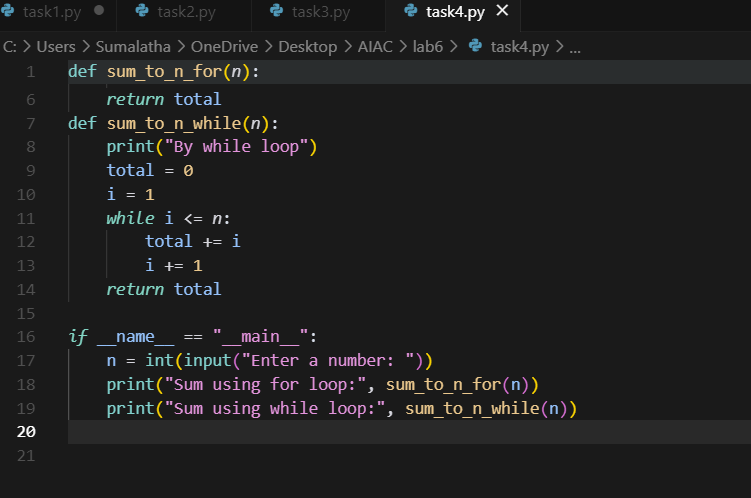 task1.py task2.py task3.py task4.py
C: > Users > Sumalatha > OneDrive > Desktop > AIAC > lab6 > task4.py > ...
1 def sum_to_n_for(n):
6     return total
7 def sum_to_n_while(n):
8     print("By while loop")
9     total = 0
10     i = 1
11     while i <= n:
12         total += i
13         i += 1
14     return total
15
16 if __name__ == "__main__":
17     n = int(input("Enter a number: "))
18     print("Sum using for loop:", sum_to_n_for(n))
19     print("Sum using while loop:", sum_to_n_while(n))
20
21